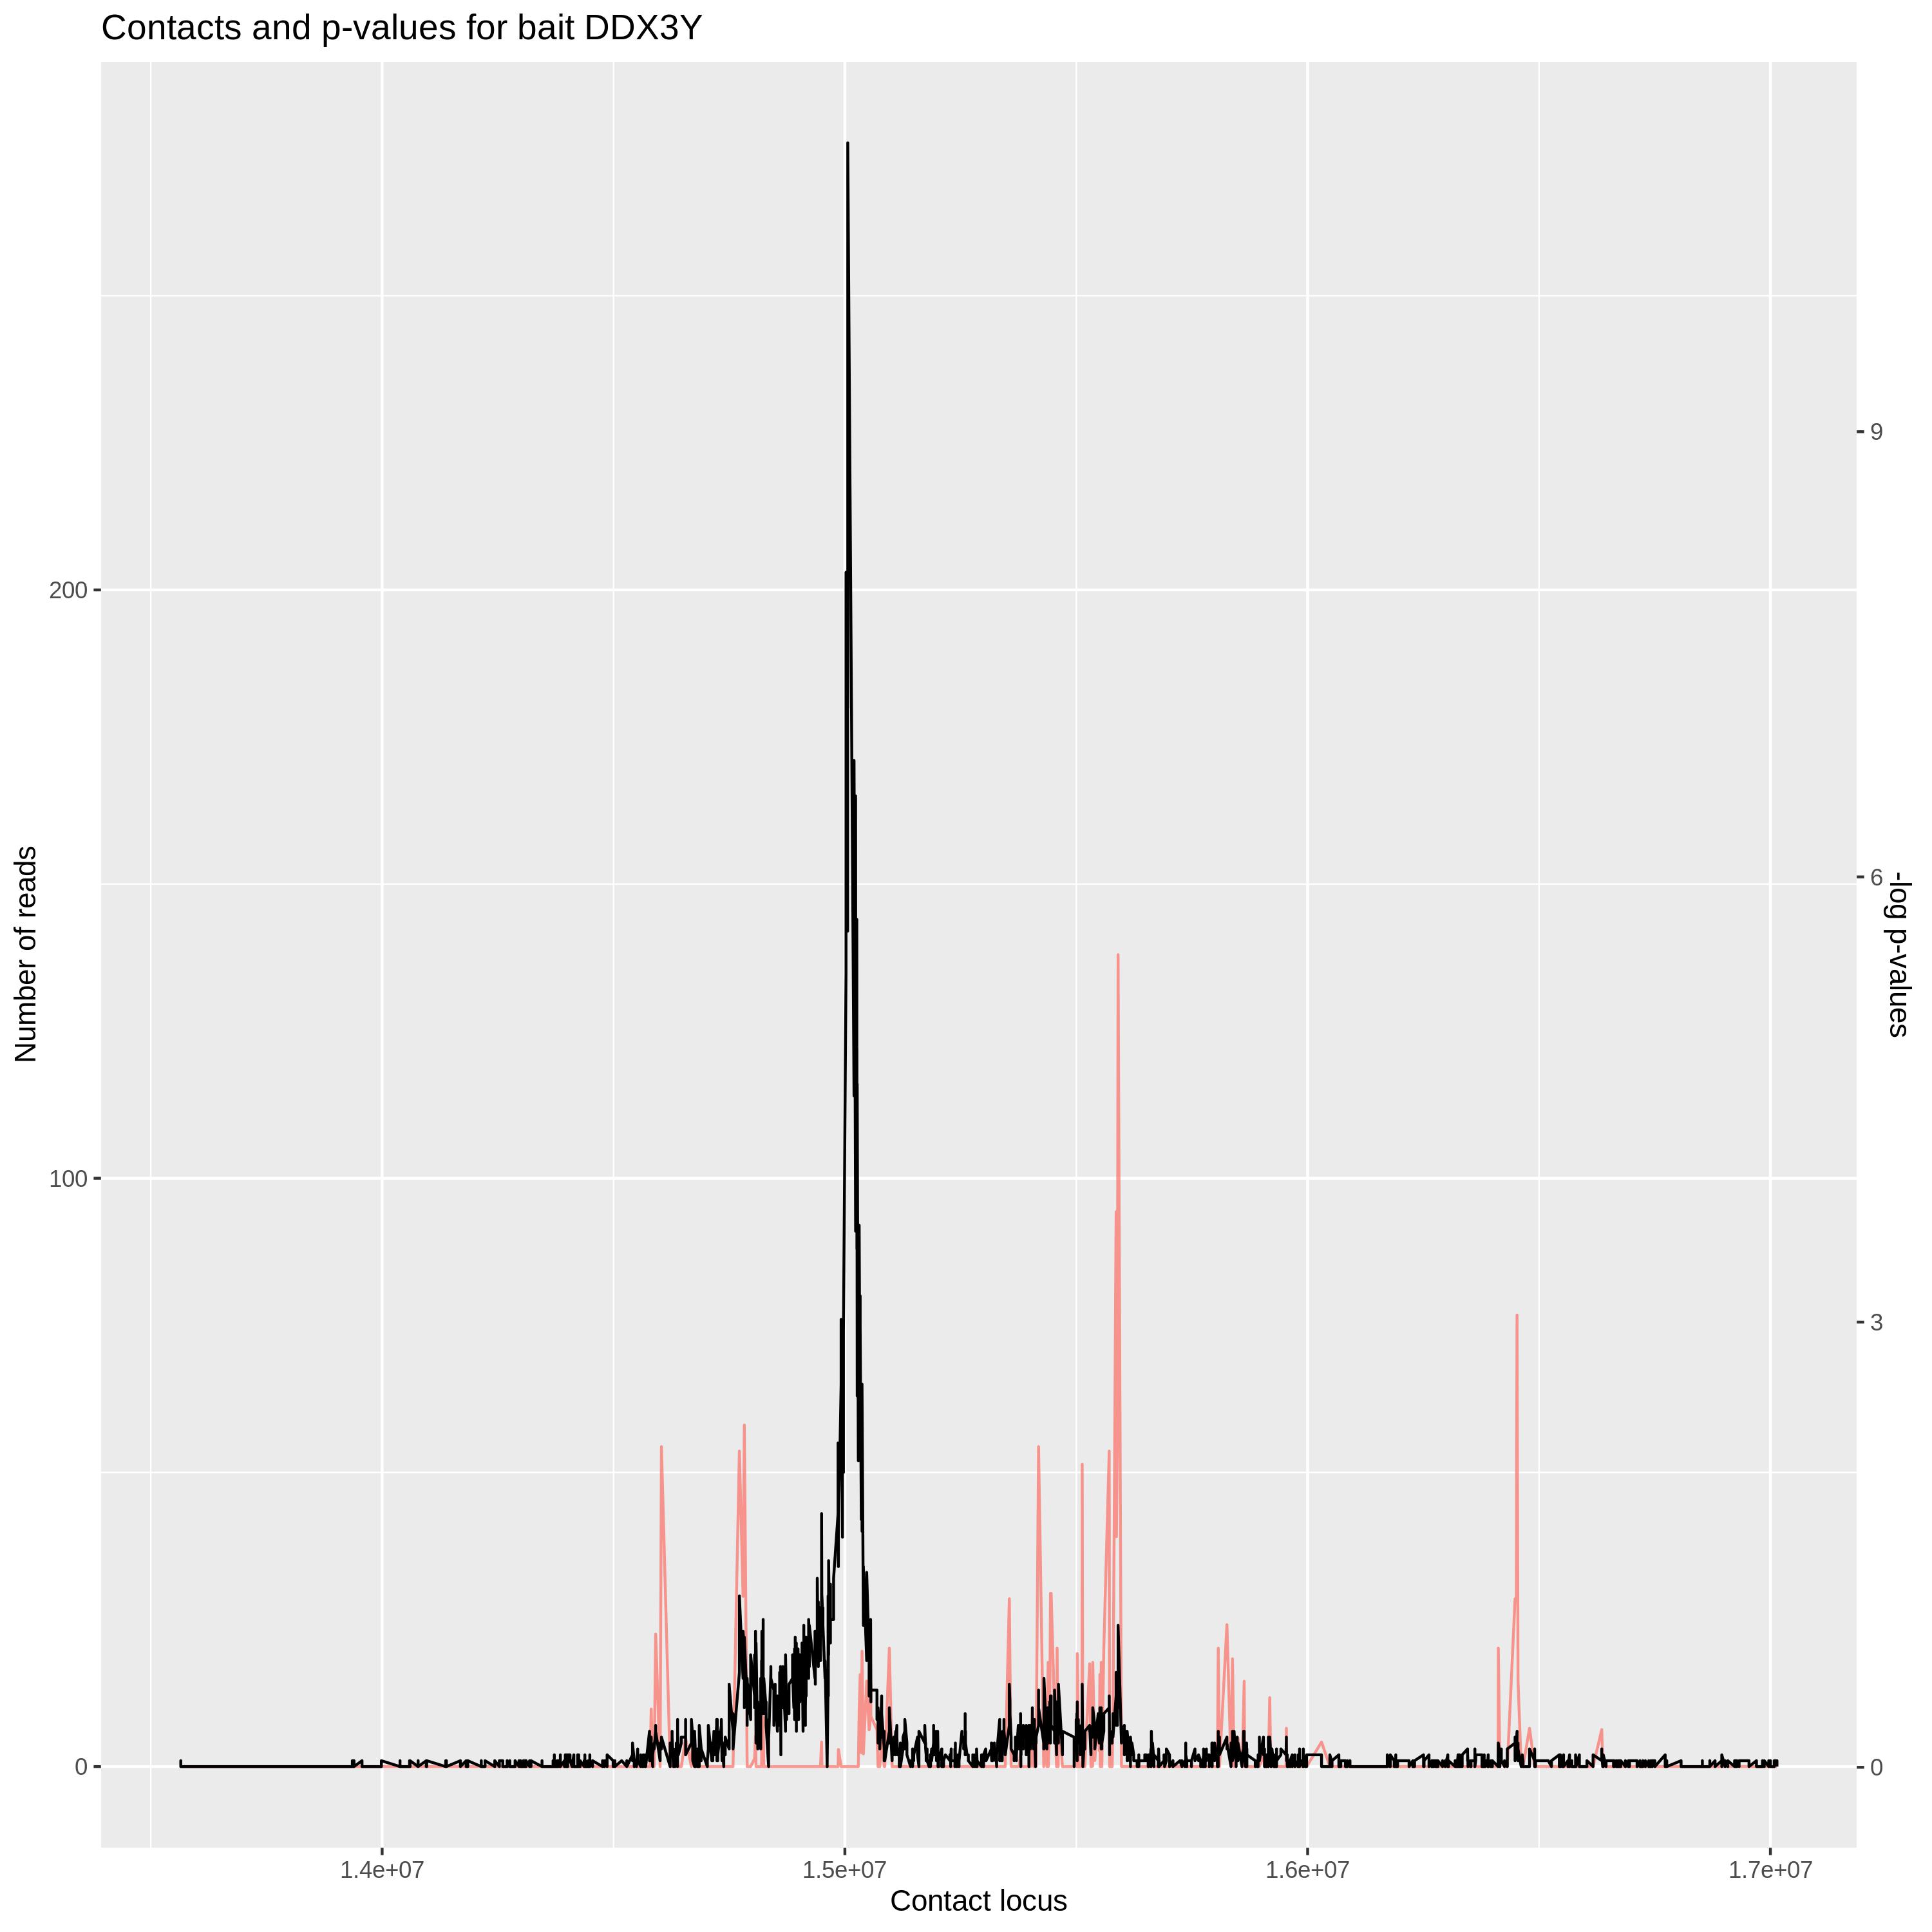 Contacts and p-values for bait DDX3Y
Number of reads
200
100
0
9
6
3
0
-log p-values
1.4e+07
1.5e+07
1.6e+07
1.7e+07
Contact locus